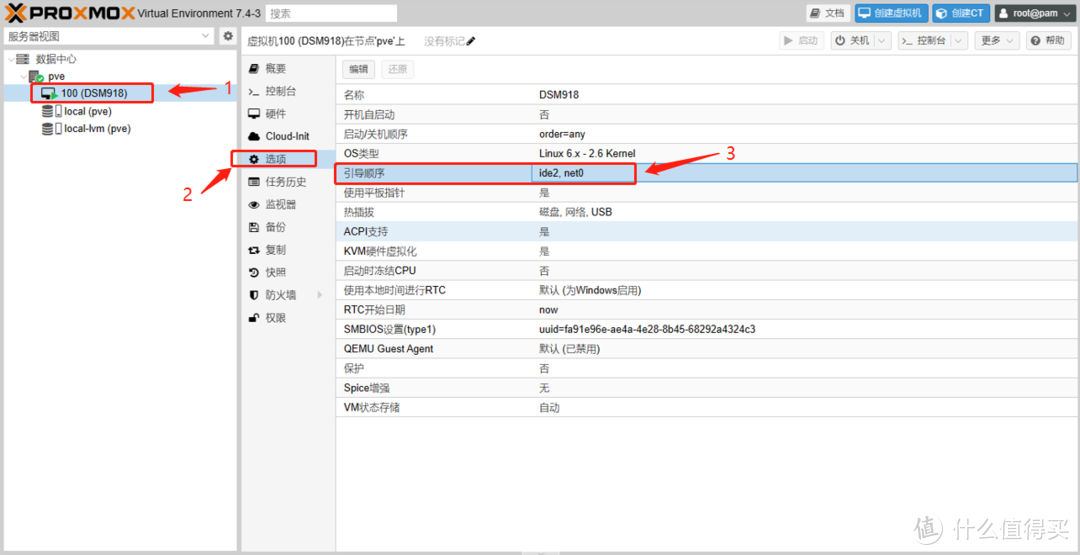 PROXMOX Virtual Environment 7.4-3 搜索 文档 创建虚拟机 创建CT root@pam
服务器视图
数据中心
pve
100 (DSM918)
local (pve)
local-lvm (pve)
1
虚拟机100 (DSM918)在节点'pve'上 没有标记 启动 关机 控制台 更多 帮助
概要
控制台
硬件
Cloud-Init
选项
任务历史
监视器
备份
复制
快照
防火墙
权限
2
编辑 还原
名称 DSM918
开机自启动 否
启动/关机顺序 order=any
OS类型 Linux 6.x - 2.6 Kernel
引导顺序 ide2, net0
3
使用平板指针 是
热插拔 磁盘, 网络, USB
ACPI支持 是
KVM硬件虚拟化 是
启动时冻结CPU 否
使用本地时间进行RTC 默认 (为Windows启用)
RTC开始日期 now
SMBIOS设置(type1) uuid=fa91e96e-ae4a-4e28-8b45-68292a4324c3
QEMU Guest Agent 默认 (已禁用)
保护 否
Spice增强 无
VM状态存储 自动
值 什么值得买